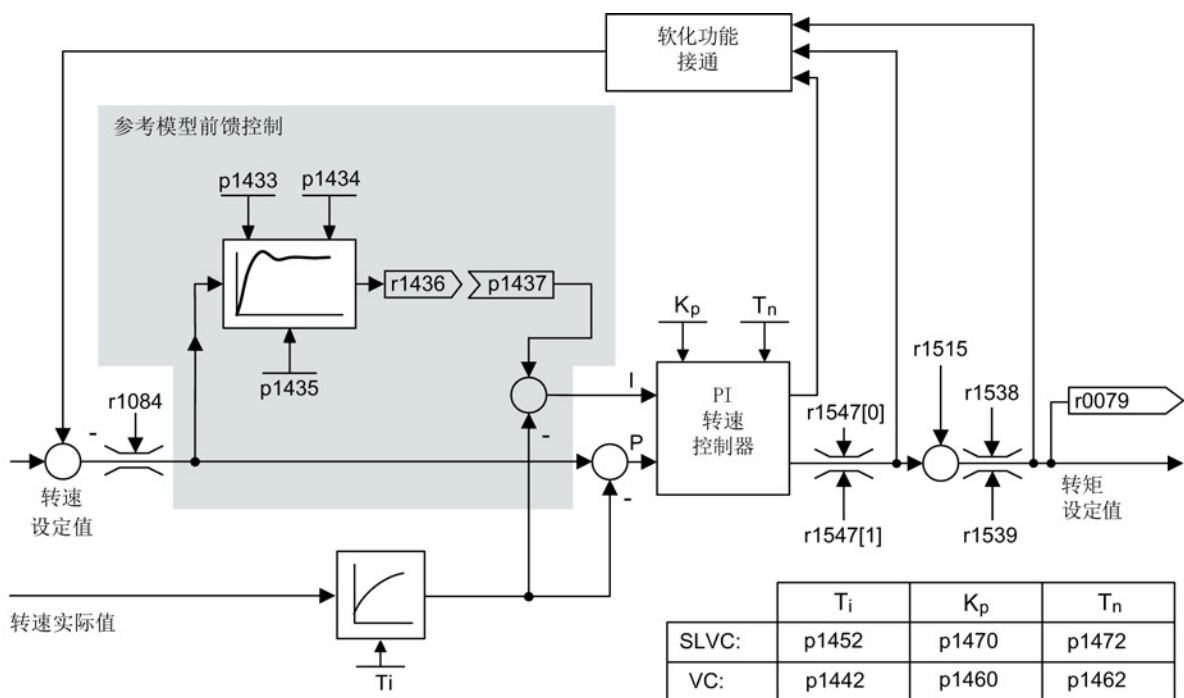 软化功能
接通
参考模型前馈控制
p1433
p1434
r1436
p1437
p1435
Kp
Tn
r1515
r1084
I
PI
转速
控制器
r1547[0]
r1538
r0079
-
-
P
-
转速
设定值
转矩
设定值
r1547[1]
r1539
转速实际值
Ti
Ti Kp Tn
SLVC: p1452 p1470 p1472
VC: p1442 p1460 p1462